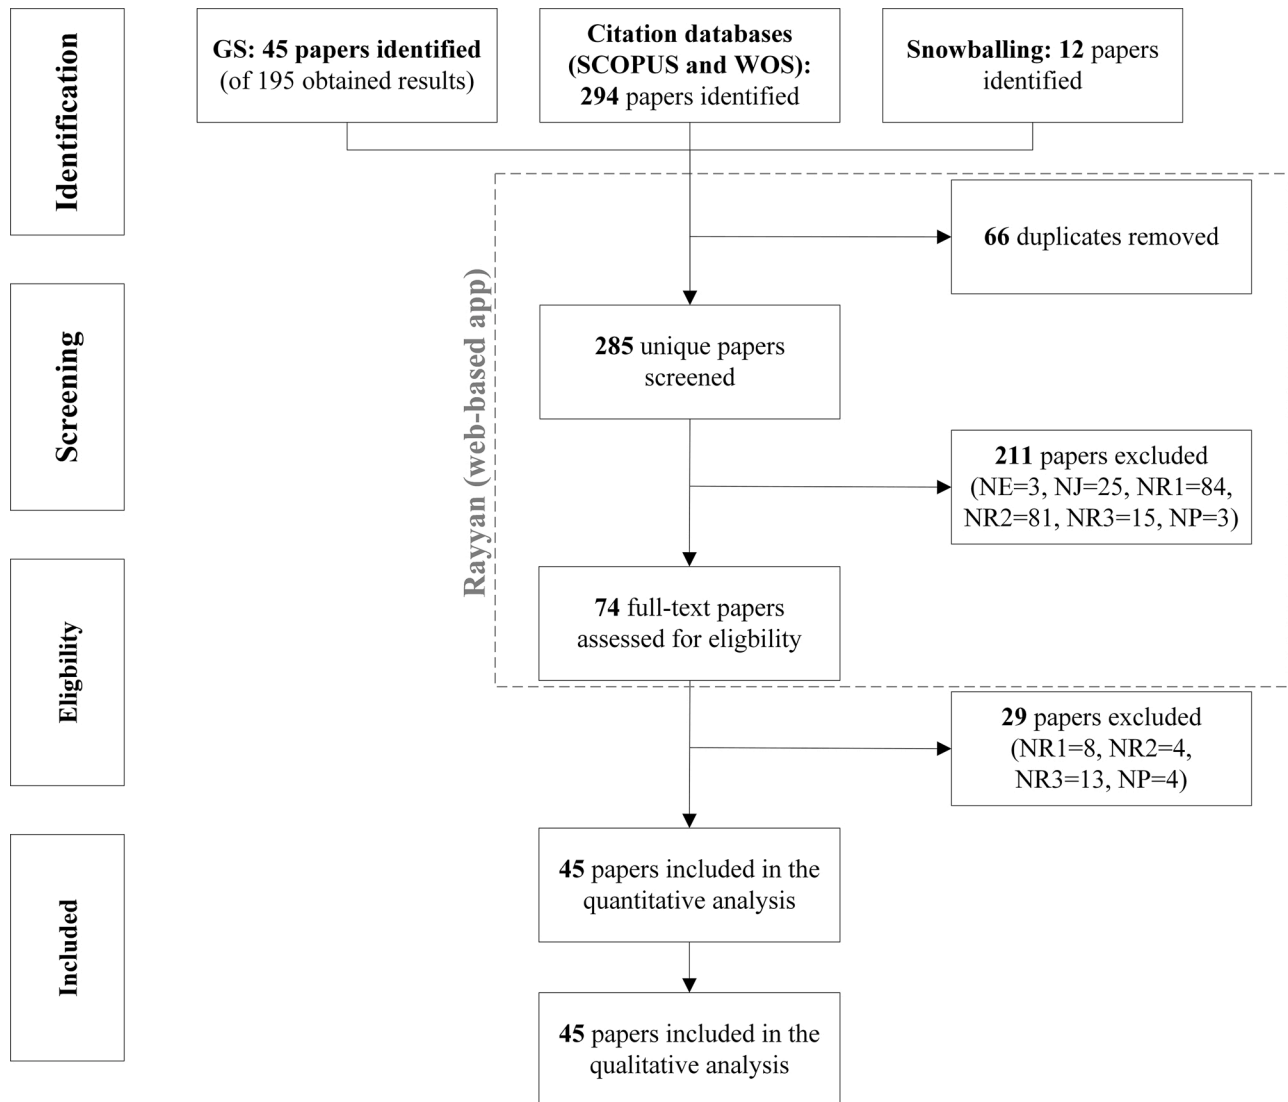 Identification
GS: 45 papers identified
(of 195 obtained results)
Citation databases
(SCOPUS and WOS):
294 papers identified
Snowballing: 12 papers
identified
66 duplicates removed
Rayyan (web-based app)
Screening
285 unique papers
screened
211 papers excluded
(NE=3, NJ=25, NR1=84,
NR2=81, NR3=15, NP=3)
Eligbility
74 full-text papers
assessed for eligbility
29 papers excluded
(NR1=8, NR2=4,
NR3=13, NP=4)
Included
45 papers included in the
quantitative analysis
45 papers included in the
qualitative analysis